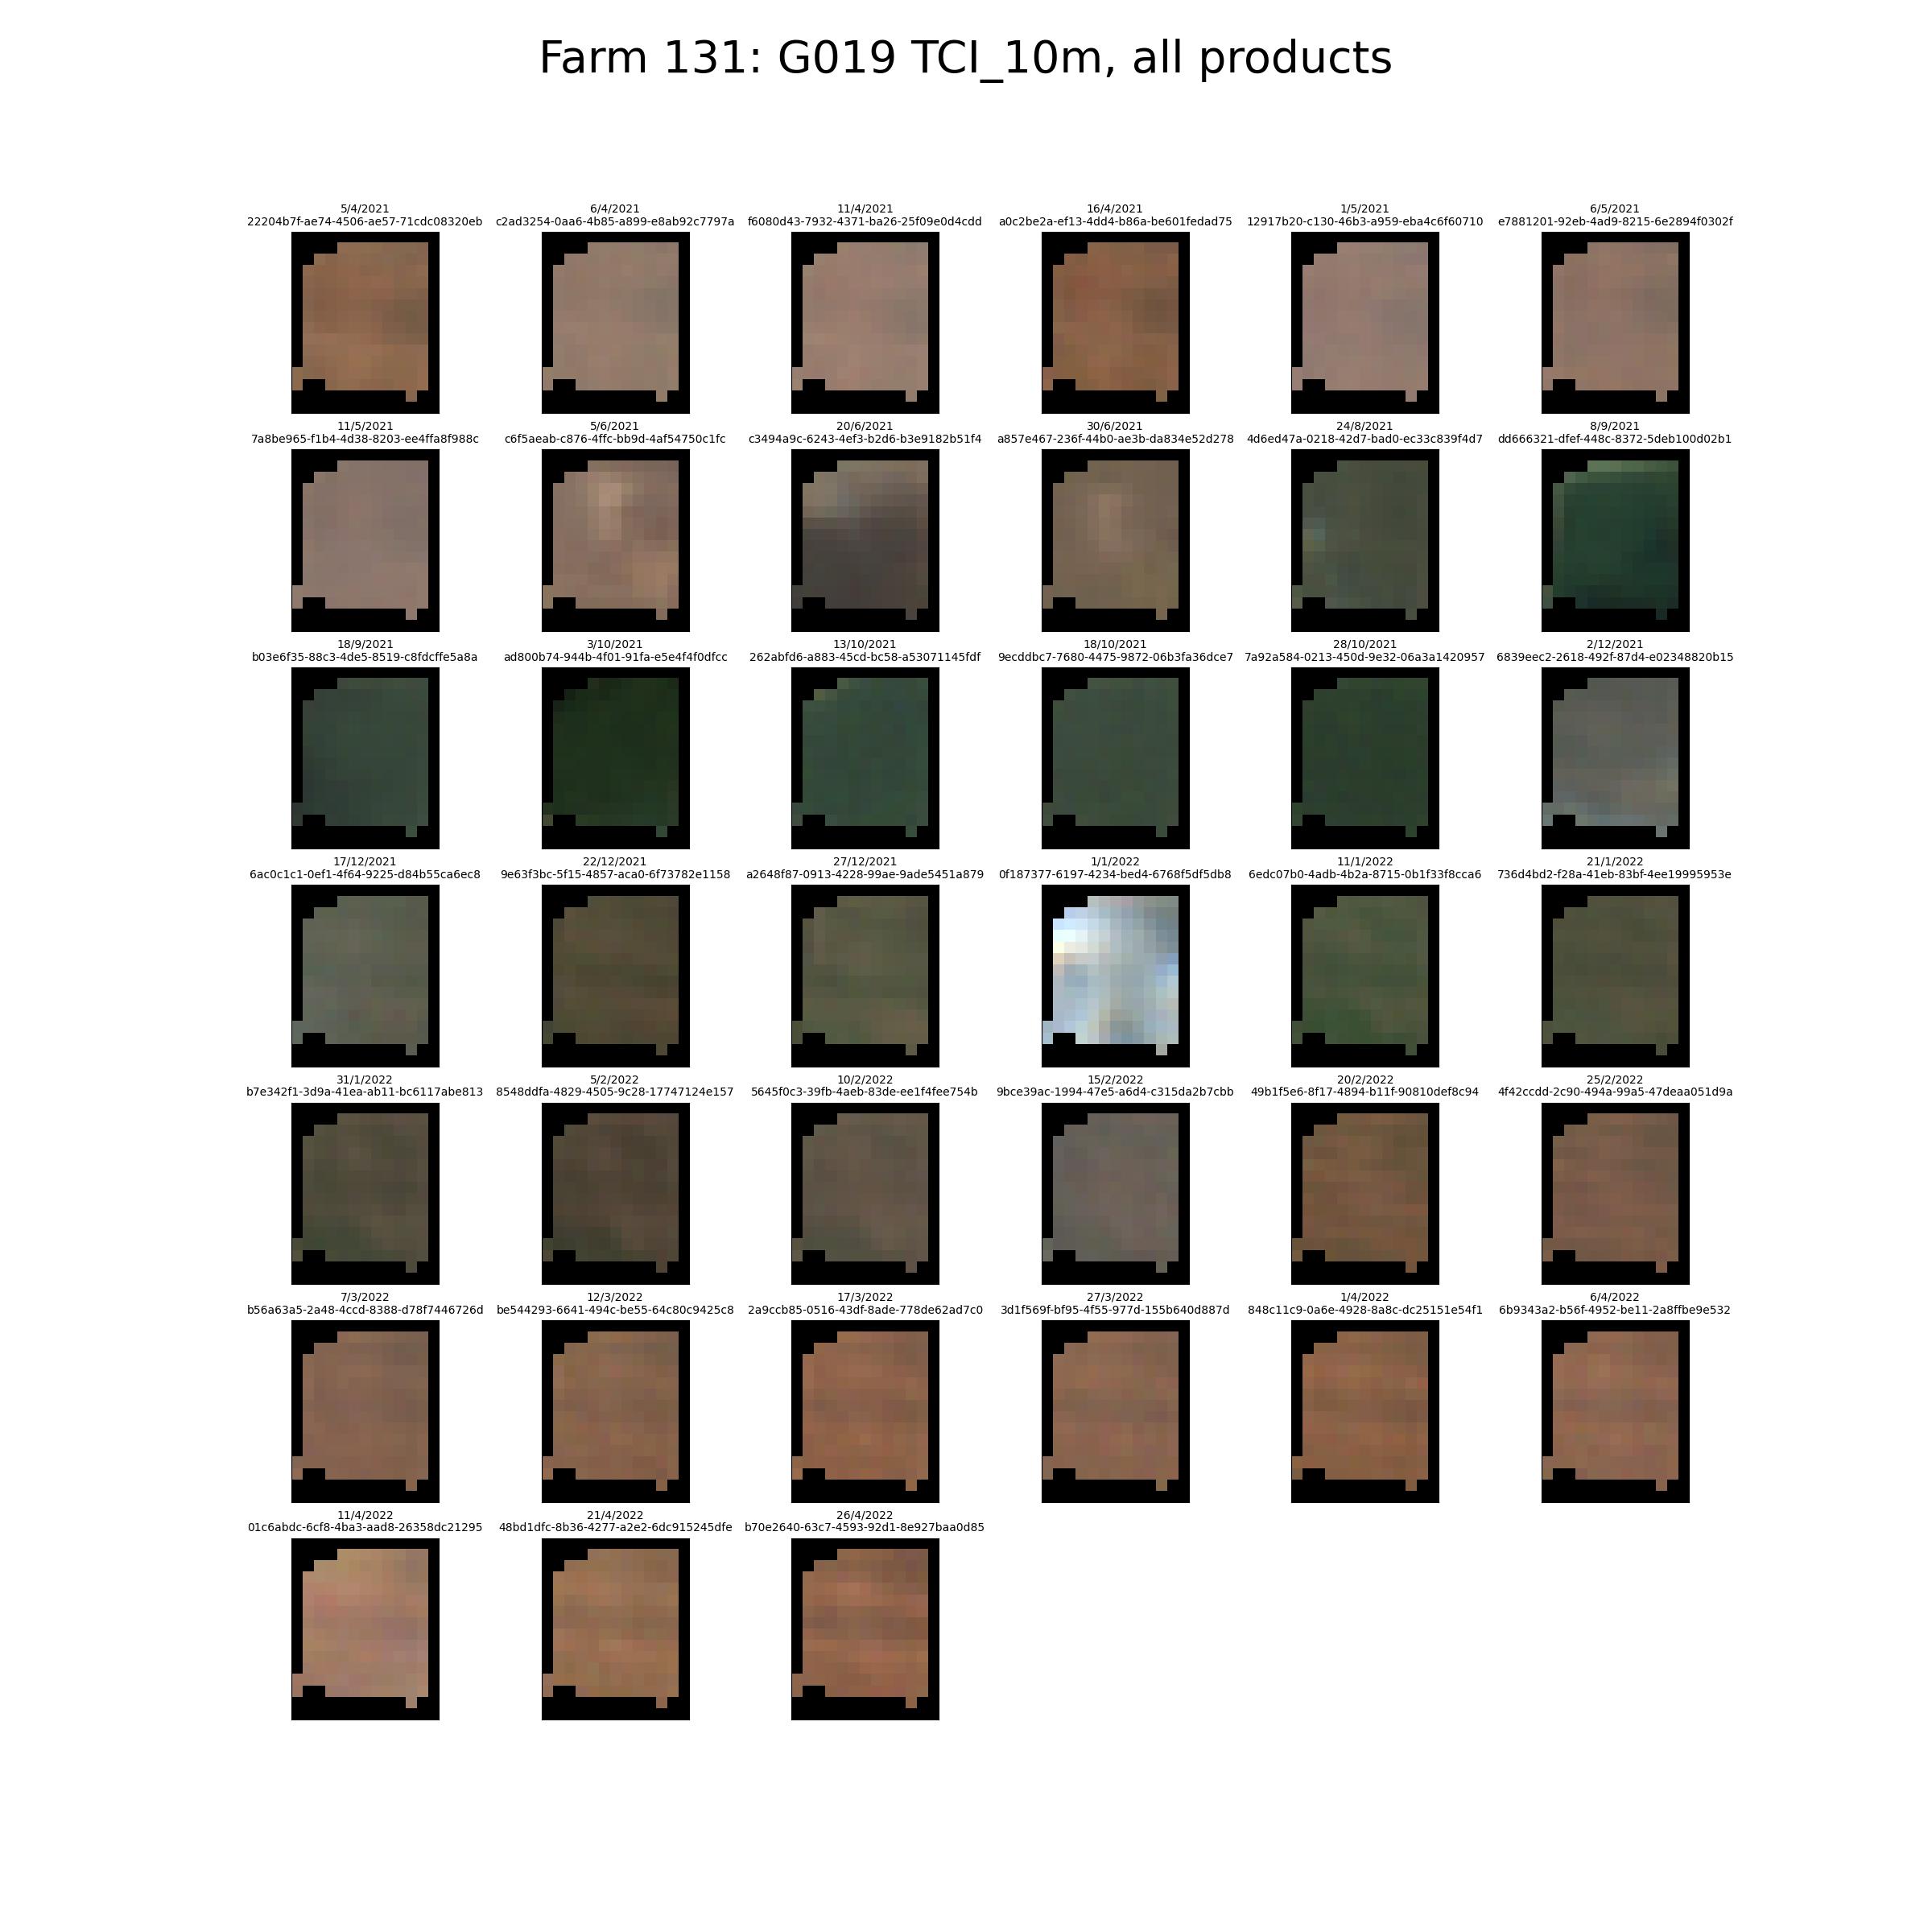 Farm 131: G019 TCI_10m, all products
5/4/2021 6/4/2021 11/4/2021 16/4/2021 1/5/2021 6/5/2021
22204b7f-ae74-4506-ae57-71cdc08320eb c2ad3254-0aa6-4b85-a899-e8ab92c7797a f6080d43-7932-4371-ba26-25f09e0d4cdd a0c2be2a-ef13-4dd4-b86a-be601fedad75 12917b20-c130-46b3-a959-eba4c6f60710 e7881201-92eb-4ad9-8215-6e2894f0302f
11/5/2021 5/6/2021 20/6/2021 30/6/2021 24/8/2021 8/9/2021
7a8be965-f1b4-4d38-8203-ee4ffa8f988c c6f5aeab-c876-4ffc-bb9d-4af54750c1fc c3494a9c-6243-4ef3-b2d6-b3e9182b51f4 a857e467-236f-44b0-ae3b-da834e52d278 4d6ed47a-0218-42d7-bad0-ec33c839f4d7 dd666321-dfef-448c-8372-5deb100d02b1
18/9/2021 3/10/2021 13/10/2021 18/10/2021 28/10/2021 2/12/2021
b03e6f35-88c3-4de5-8519-c8fdcffe5a8a ad800b74-944b-4f01-91fa-e5e4f4f0dfcc 262abfd6-a883-45cd-bc58-a53071145fdf 9ecddbc7-7680-4475-9872-06b3fa36dce7 7a92a584-0213-450d-9e32-06a3a1420957 6839eec2-2618-492f-87d4-e02348820b15
17/12/2021 22/12/2021 27/12/2021 1/1/2022 11/1/2022 21/1/2022
6ac0c1c1-0ef1-4f64-9225-d84b55ca6ec8 9e63f3bc-5f15-4857-aca0-6f73782e1158 a2648f87-0913-4228-99ae-9ade5451a879 0f187377-6197-4234-bed4-6768f5df5db8 6edc07b0-4adb-4b2a-8715-0b1f33f8cca6 736d4bd2-f28a-41eb-83bf-4ee19995953e
31/1/2022 5/2/2022 10/2/2022 15/2/2022 20/2/2022 25/2/2022
b7e342f1-3d9a-41ea-ab11-bc6117abe813 8548ddfa-4829-4505-9c28-17747124e157 5645f0c3-39fb-4aeb-83de-ee1f4fee754b 9bce39ac-1994-47e5-a6d4-c315da2b7cbb 49b1f5e6-8f17-4894-b11f-90810def8c94 4f42ccdd-2c90-494a-99a5-47deaa051d9a
7/3/2022 12/3/2022 17/3/2022 27/3/2022 1/4/2022 6/4/2022
b56a63a5-2a48-4ccd-8388-d78f7446726d be544293-6641-494c-be55-64c80c9425c8 2a9ccb85-0516-43df-8ade-778de62ad7c0 3d1f569f-bf95-4f55-977d-155b640d887d 848c11c9-0a6e-4928-8a8c-dc25151e54f1 6b9343a2-b56f-4952-be11-2a8ffbe9e532
11/4/2022 21/4/2022 26/4/2022
01c6abdc-6cf8-4ba3-aad8-26358dc21295 48bd1dfc-8b36-4277-a2e2-6dc915245dfe b70e2640-63c7-4593-92d1-8e927baa0d85